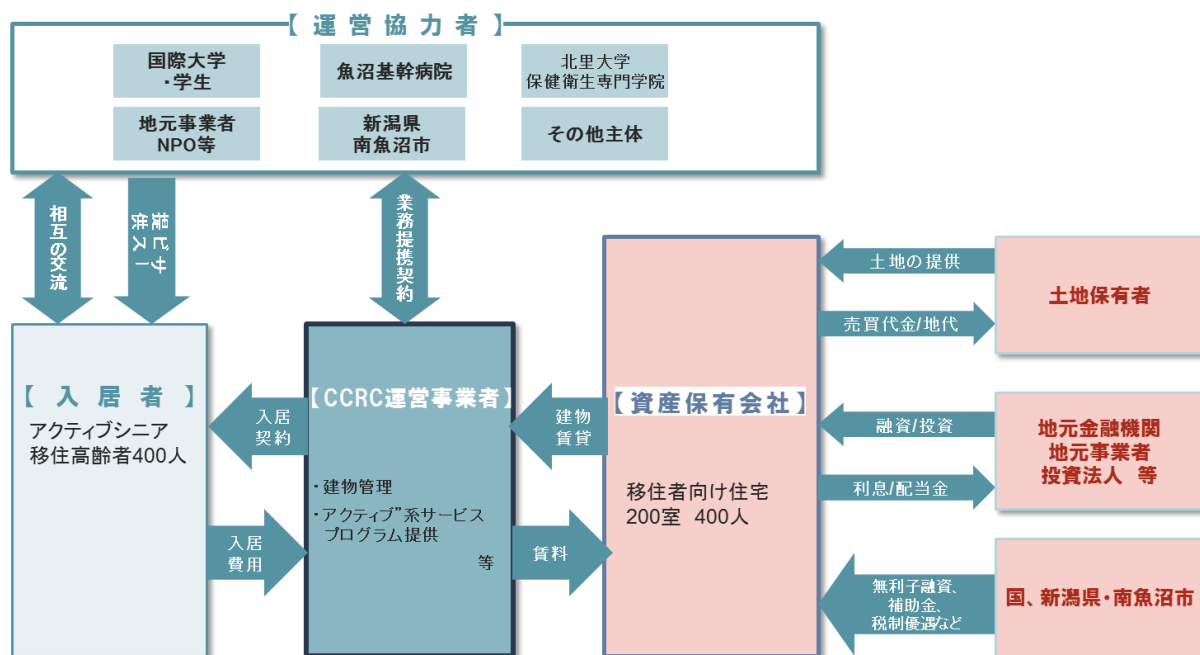 【 運 営 協 力 者 】
国際大学
・学生
魚沼基幹病院
北里大学
保健衛生専門学院
地元事業者
NPO等
新潟県
南魚沼市
その他主体
相互の交流
サービス
提供
業務提携契約
【 入 居 者 】
アクティブシニア
移住高齢者400人
入居
契約
入居
費用
【CCRC運営事業者】
・建物管理
・アクティブ”系サービス
プログラム提供
等
建物
賃貸
賃料
【資産保有会社】
移住者向け住宅
200室 400人
土地の提供
売買代金/地代
土地保有者
融資/投資
利息/配当金
地元金融機関
地元事業者
投資法人 等
無利子融資、
補助金、
税制優遇など
国、新潟県・南魚沼市